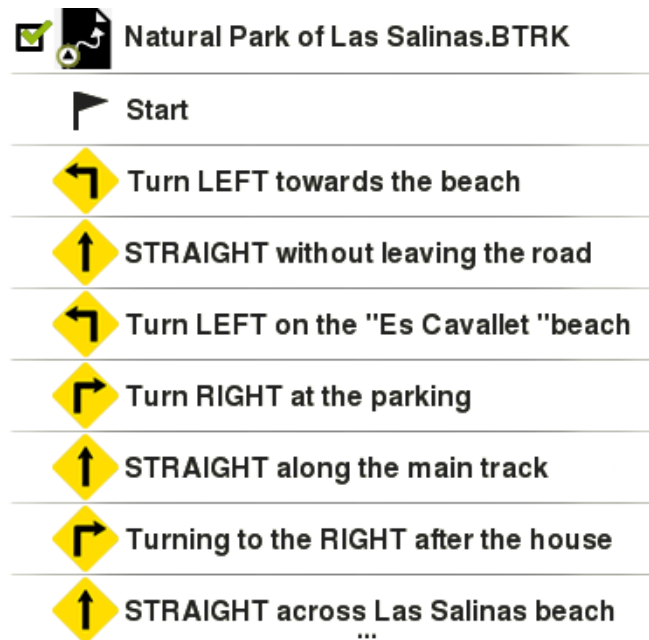 Natural Park of Las Salinas.BTRK
Start
Turn LEFT towards the beach
STRAIGHT without leaving the road
Turn LEFT on the "Es Cavallet "beach
Turn RIGHT at the parking
STRAIGHT along the main track
Turning to the RIGHT after the house
STRAIGHT across Las Salinas beach
...